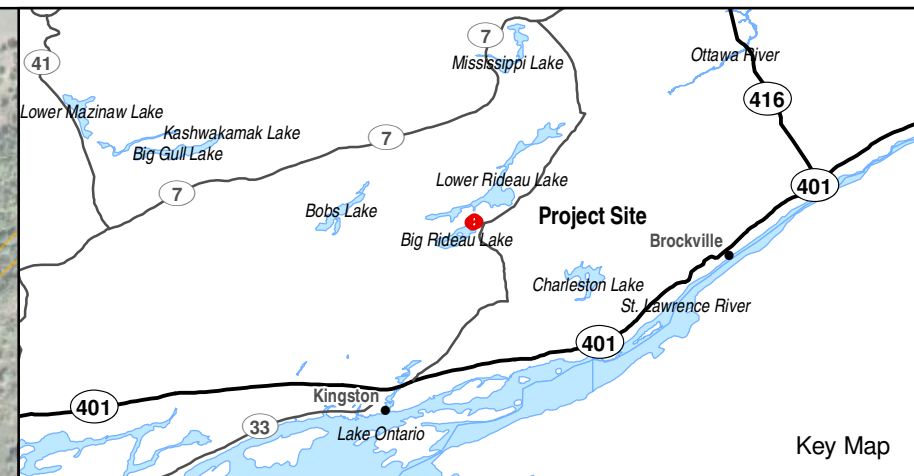 7
41
Mississippi Lake
Ottawa River
416
Lower Mazinaw Lake
Kashwakamak Lake
7
Big Gull Lake
7
Lower Rideau Lake
401
Bobs Lake
Project Site
Big Rideau Lake
Brockville
Charleston Lake
St. Lawrence River
401
401
Kingston
33
Lake Ontario
Key Map